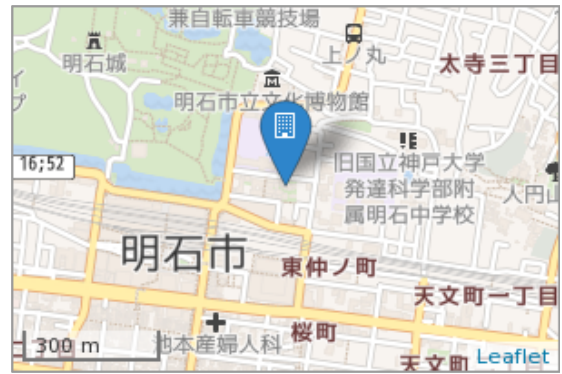 兼自転車競技場
明石城
上ノ丸
太寺三丁目
イ
プ
明石市立文化博物館
16;52
旧国立神戸大学
発達科学部附
属明石中学校
人円山
明石市
東仲ノ町
天文町一丁目
池本産婦人科
桜町
300 m
天文町
Leaflet